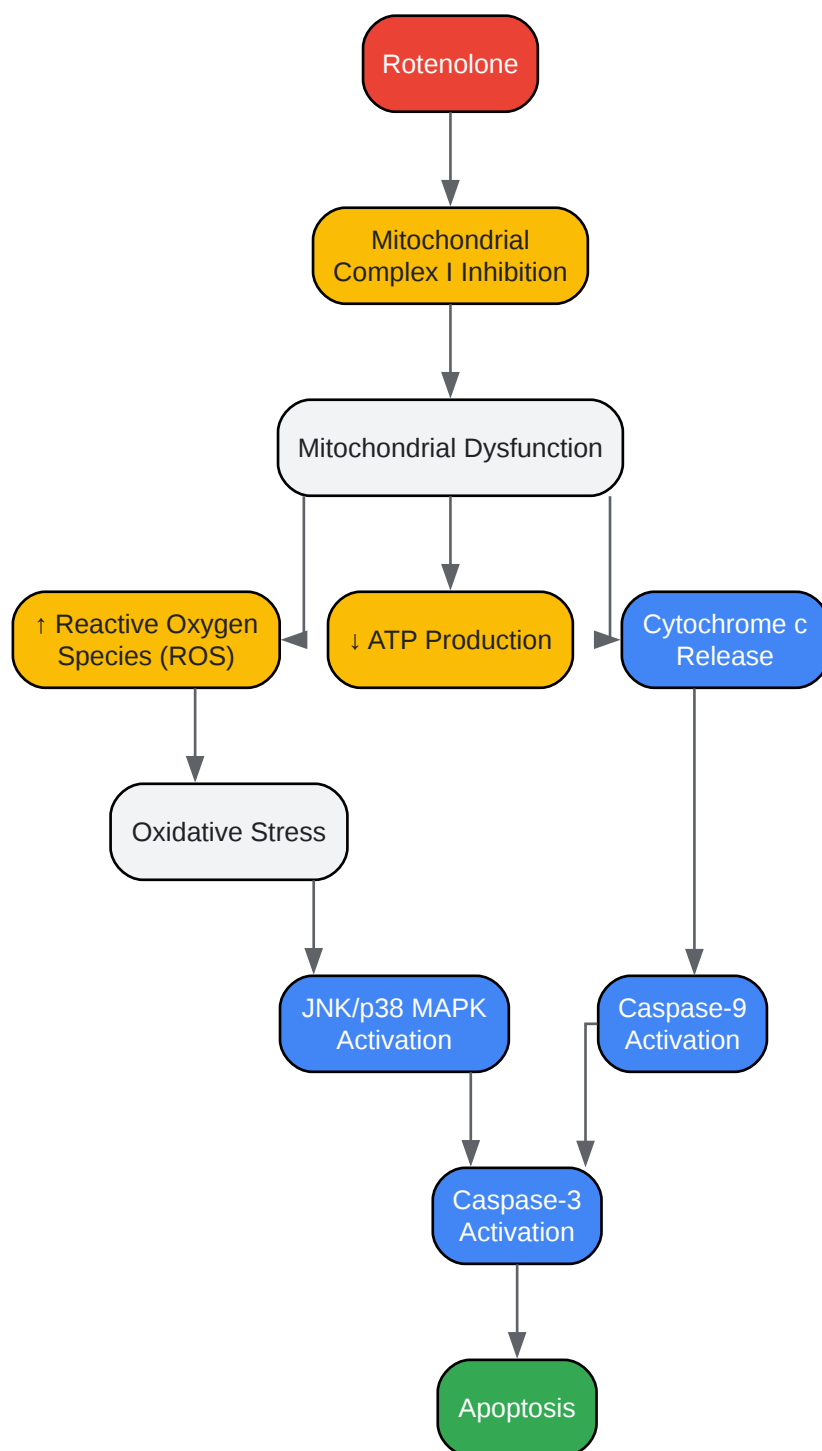 Rotenolone
Mitochondrial
Complex I Inhibition
Mitochondrial Dysfunction
↑ Reactive Oxygen
Species (ROS)
↓ ATP Production
Cytochrome c
Release
Oxidative Stress
JNK/p38 MAPK
Activation
Caspase-9
Activation
Caspase-3
Activation
Apoptosis